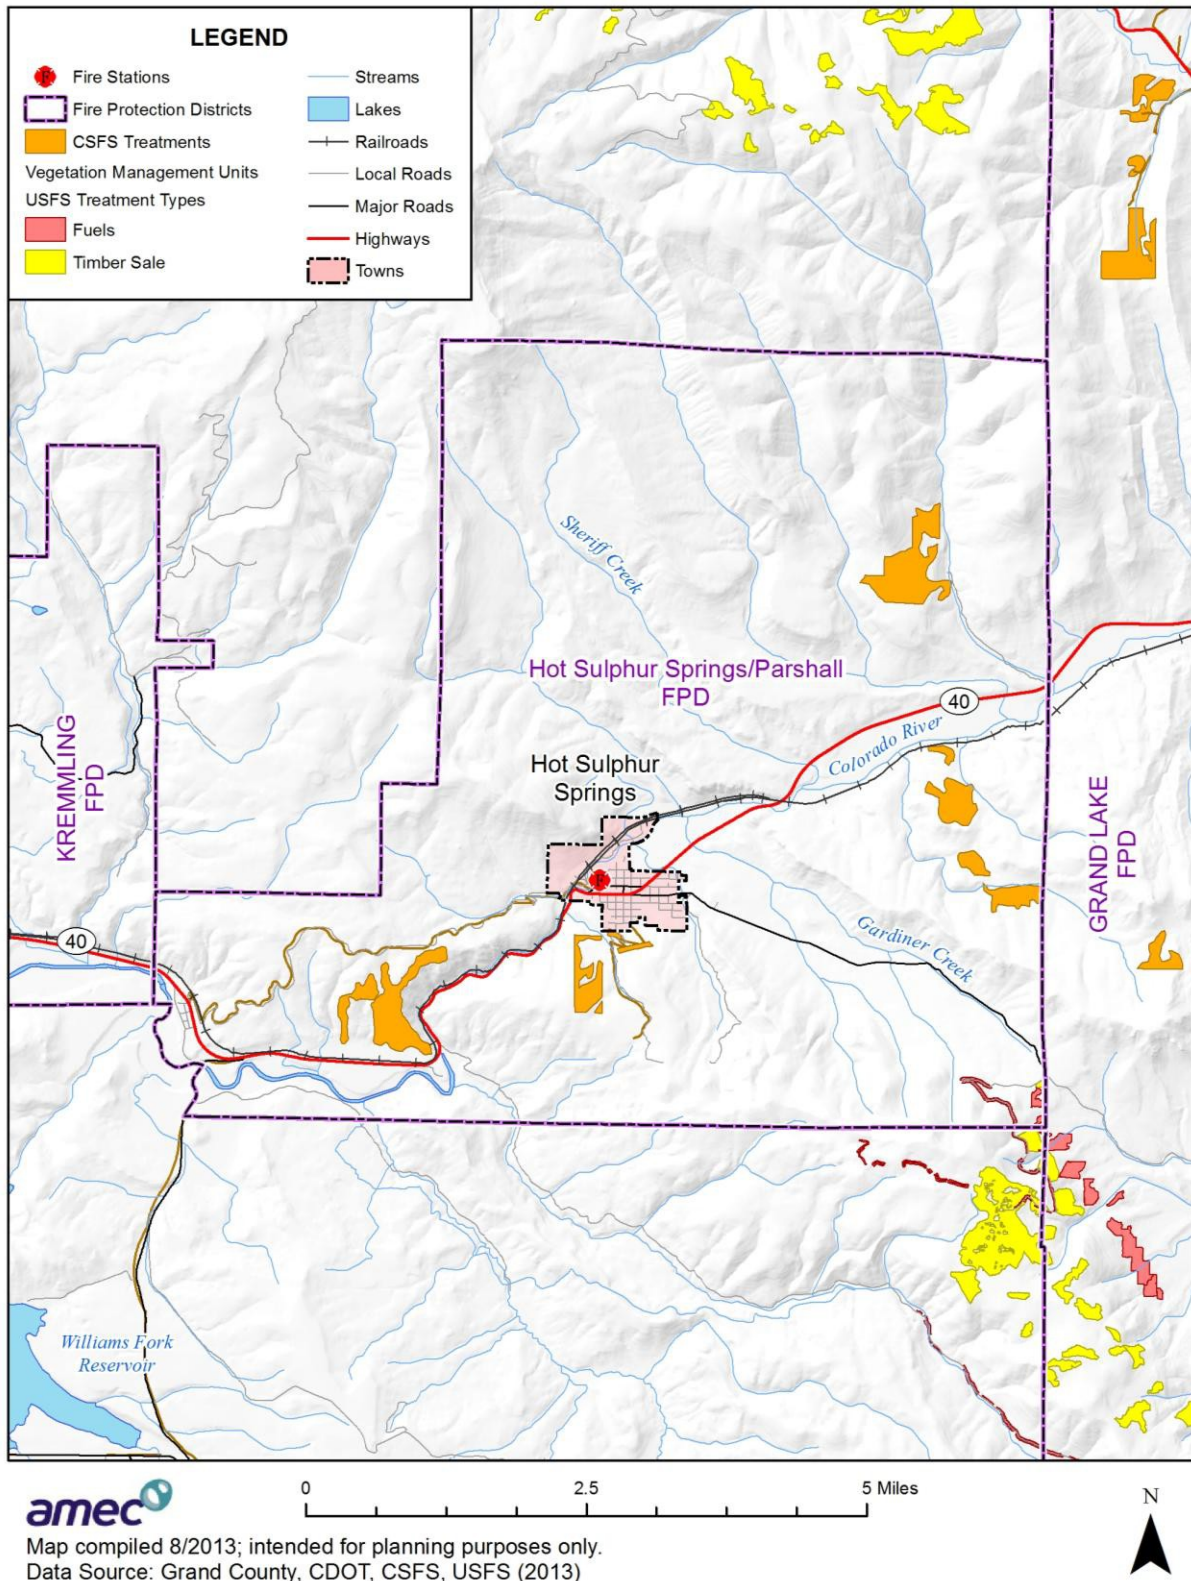 LEGEND
Fire Stations
Fire Protection Districts
CSFS Treatments
Vegetation Management Units
USFS Treatment Types
Fuels
Timber Sale
Streams
Lakes
Railroads
Local Roads
Major Roads
Highways
Towns
Sheriff Creek
Hot Sulphur Springs/Parshall
FPD
40
Colorado River
Hot Sulphur
Springs
KREMMLING
FPD
GRAND LAKE
FPD
F
Gardiner Creek
40
Williams Fork
Reservoir
amec
0 2.5 5 Miles
N
Map compiled 8/2013; intended for planning purposes only.
Data Source: Grand County, CDOT, CSFS, USFS (2013)